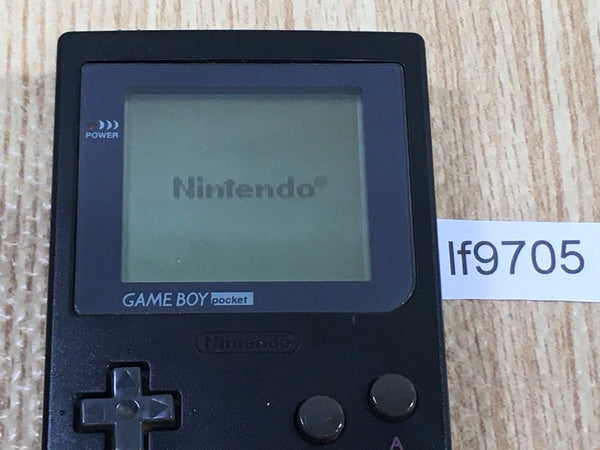 POWER
Nintendo®
GAME BOY pocket
Nintendo
A
lf9705